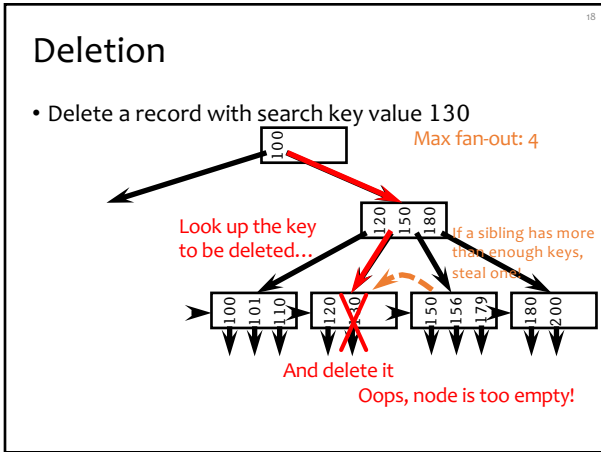 18
Deletion
• Delete a record with search key value 130
Max fan-out: 4
100
120 150 180
Look up the key
to be deleted…
If a sibling has more
than enough keys,
steal one!
100 101 110
120 130
150 156 179
180 200
And delete it
Oops, node is too empty!